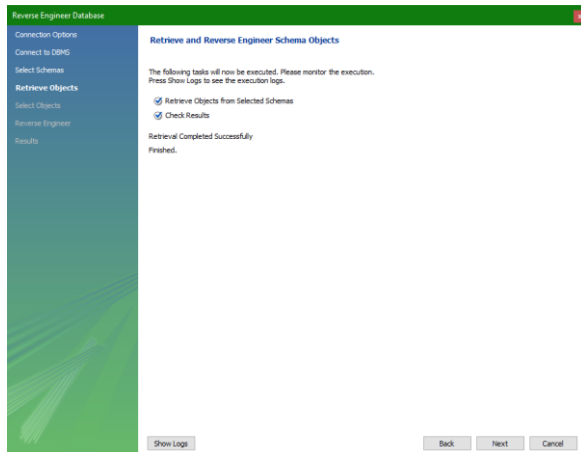 Reverse Engineer Database
Connection Options
Connect to DBMS
Select Schemas
Retrieve Objects
Select Objects
Reverse Engineer
Results
Retrieve and Reverse Engineer Schema Objects
The following tasks will now be executed. Please monitor the execution.
Press Show Logs to see the execution logs.
Retrieve Objects from Selected Schemas
Check Results
Retrieval Completed Successfully
Finished.
Show Logs
Back
Next
Cancel